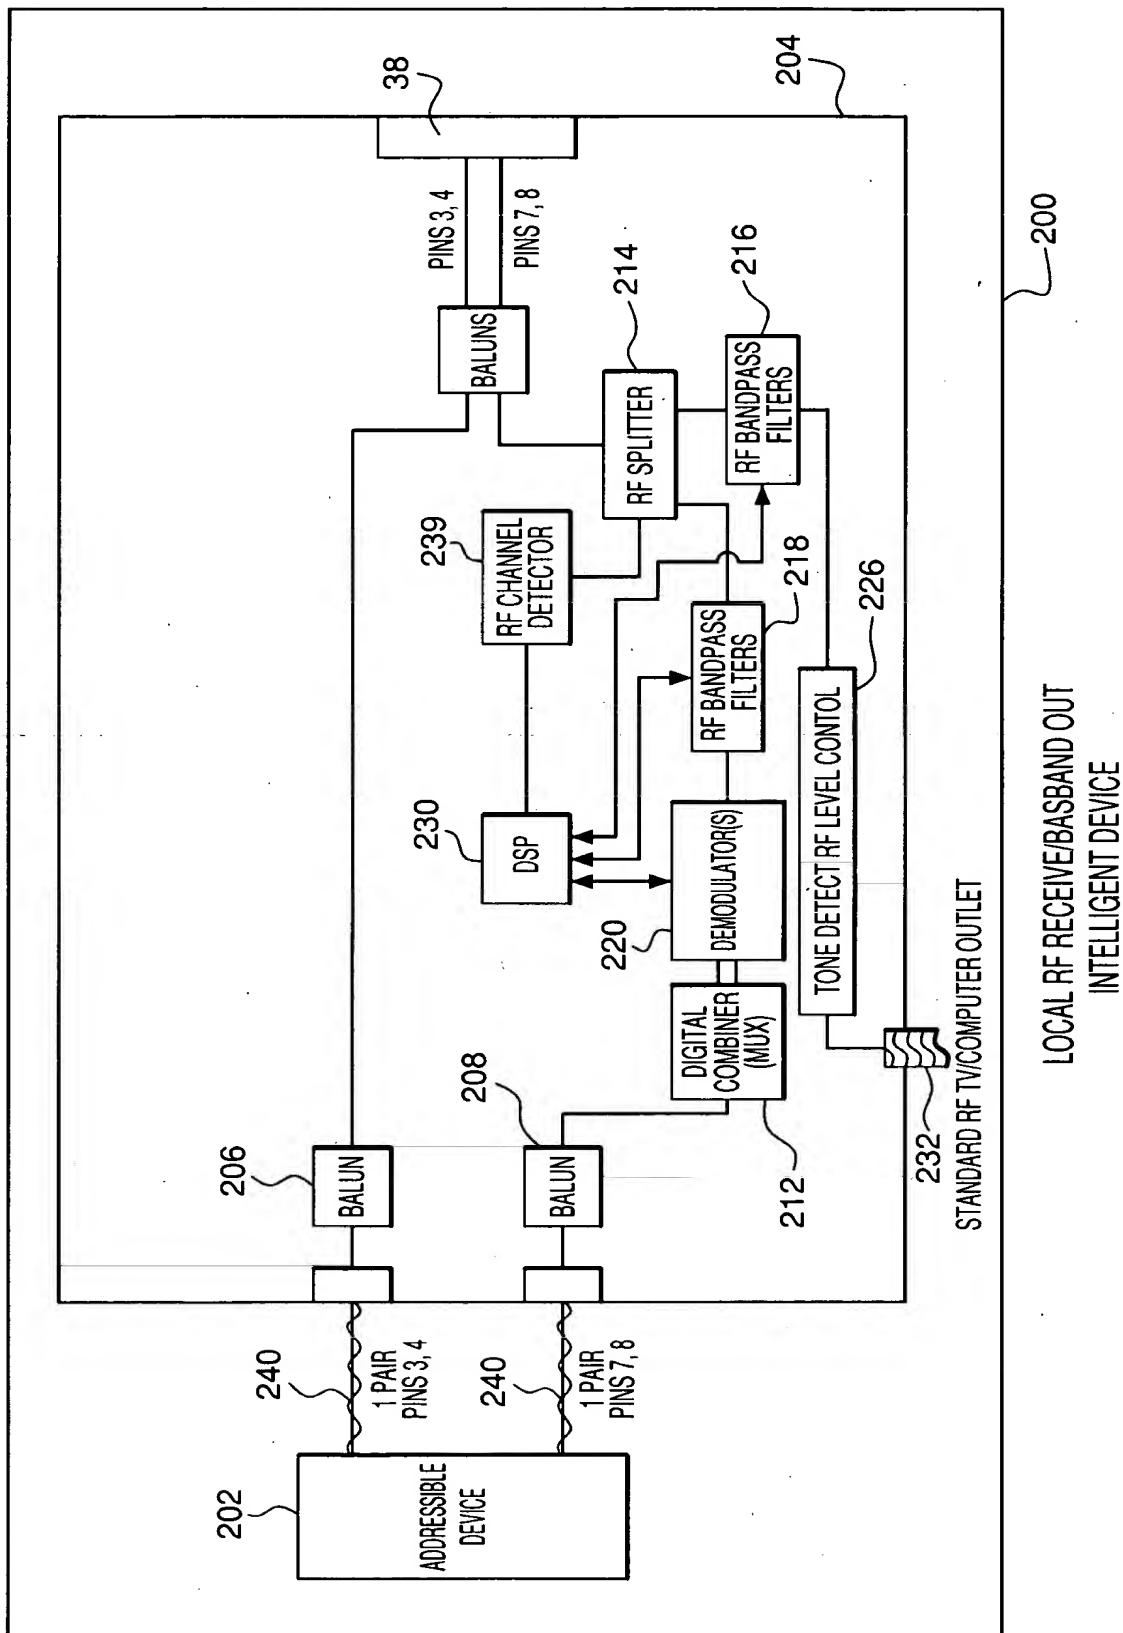 38
204
PINS 3, 4
PINS 7, 8
BALUNS
214
RF SPLITTER
216
RF BANDPASS
FILTERS
239
RF CHANNEL
DETECTOR
218
RF BANDPASS
FILTERS
226
TONE DETECT RF LEVEL CONTOL
230
DSP
220
DEMODULATOR(S)
DIGITAL
COMBINER
(MUX)
212
206
BALUN
208
BALUN
232
STANDARD RF TV/COMPUTER OUTLET
240
1 PAIR
PINS 3, 4
240
1 PAIR
PINS 7, 8
202
ADDRESSIBLE
DEVICE
200
LOCAL RF RECEIVE/BASBAND OUT
INTELLIGENT DEVICE